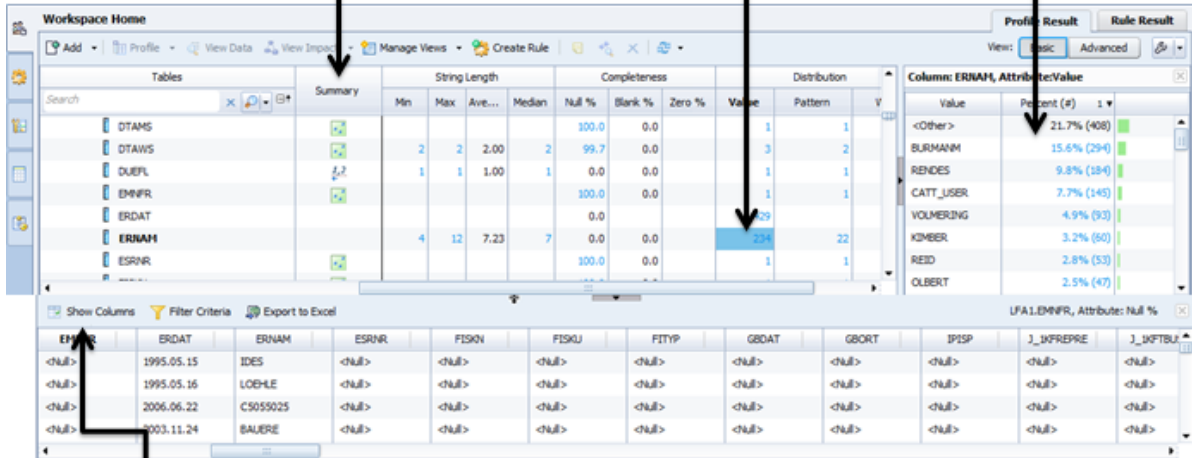 Workspace Home
Profile Result Rule Result
Add Profile View Data View Impact Manage Views Create Rule View: Basic Advanced
Tables Summary String Length Completeness Distribution
Search Min Max Ave... Median Null % Blank % Zero % Value Pattern
DTAMS 100.0 0.0 1 1
DTAWS 2 2 2.00 2 99.7 0.0 3 2
DUEFL 1 1 1.00 1 0.0 0.0 1 1
EMNFR 100.0 0.0 1 1
ERDAT 0.0
ERNAM 4 12 7.23 7 0.0 0.0 234 22
ESRNR 100.0 0.0 1 1
Column: ERNAM, Attribute:Value
Value Percent (#) 1
<Other> 21.7% (408)
BURMANM 15.6% (294)
RENDES 9.8% (184)
CATT_USER 7.7% (145)
VOLMERING 4.9% (93)
KIMBER 3.2% (60)
REID 2.8% (53)
OLBERT 2.5% (47)
Show Columns Filter Criteria Export to Excel LFA1.EMNFR, Attribute: Null %
ERDAT ERNAM ESRNR FISKN FISKU FITYP GBDAT GBORT IPISP J_1KFREPRE J_1KFTBU
<Null> 1995.05.15 IDES <Null> <Null> <Null> <Null> <Null> <Null> <Null> <Null> <Null>
<Null> 1995.05.16 LOEHLE <Null> <Null> <Null> <Null> <Null> <Null> <Null> <Null> <Null>
<Null> 2006.06.22 C5055025 <Null> <Null> <Null> <Null> <Null> <Null> <Null> <Null> <Null>
<Null> 2003.11.24 BAUERE <Null> <Null> <Null> <Null> <Null> <Null> <Null> <Null> <Null>